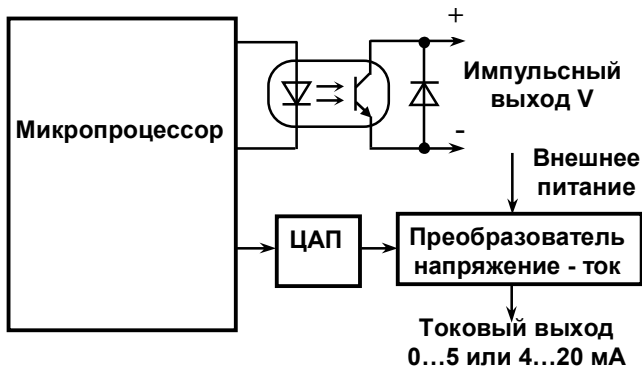 +
Импульсный
выход V
-
Микропроцессор
Внешнее
питание
ЦАП
Преобразователь
напряжение - ток
Токовый выход
0...5 или 4...20 мА